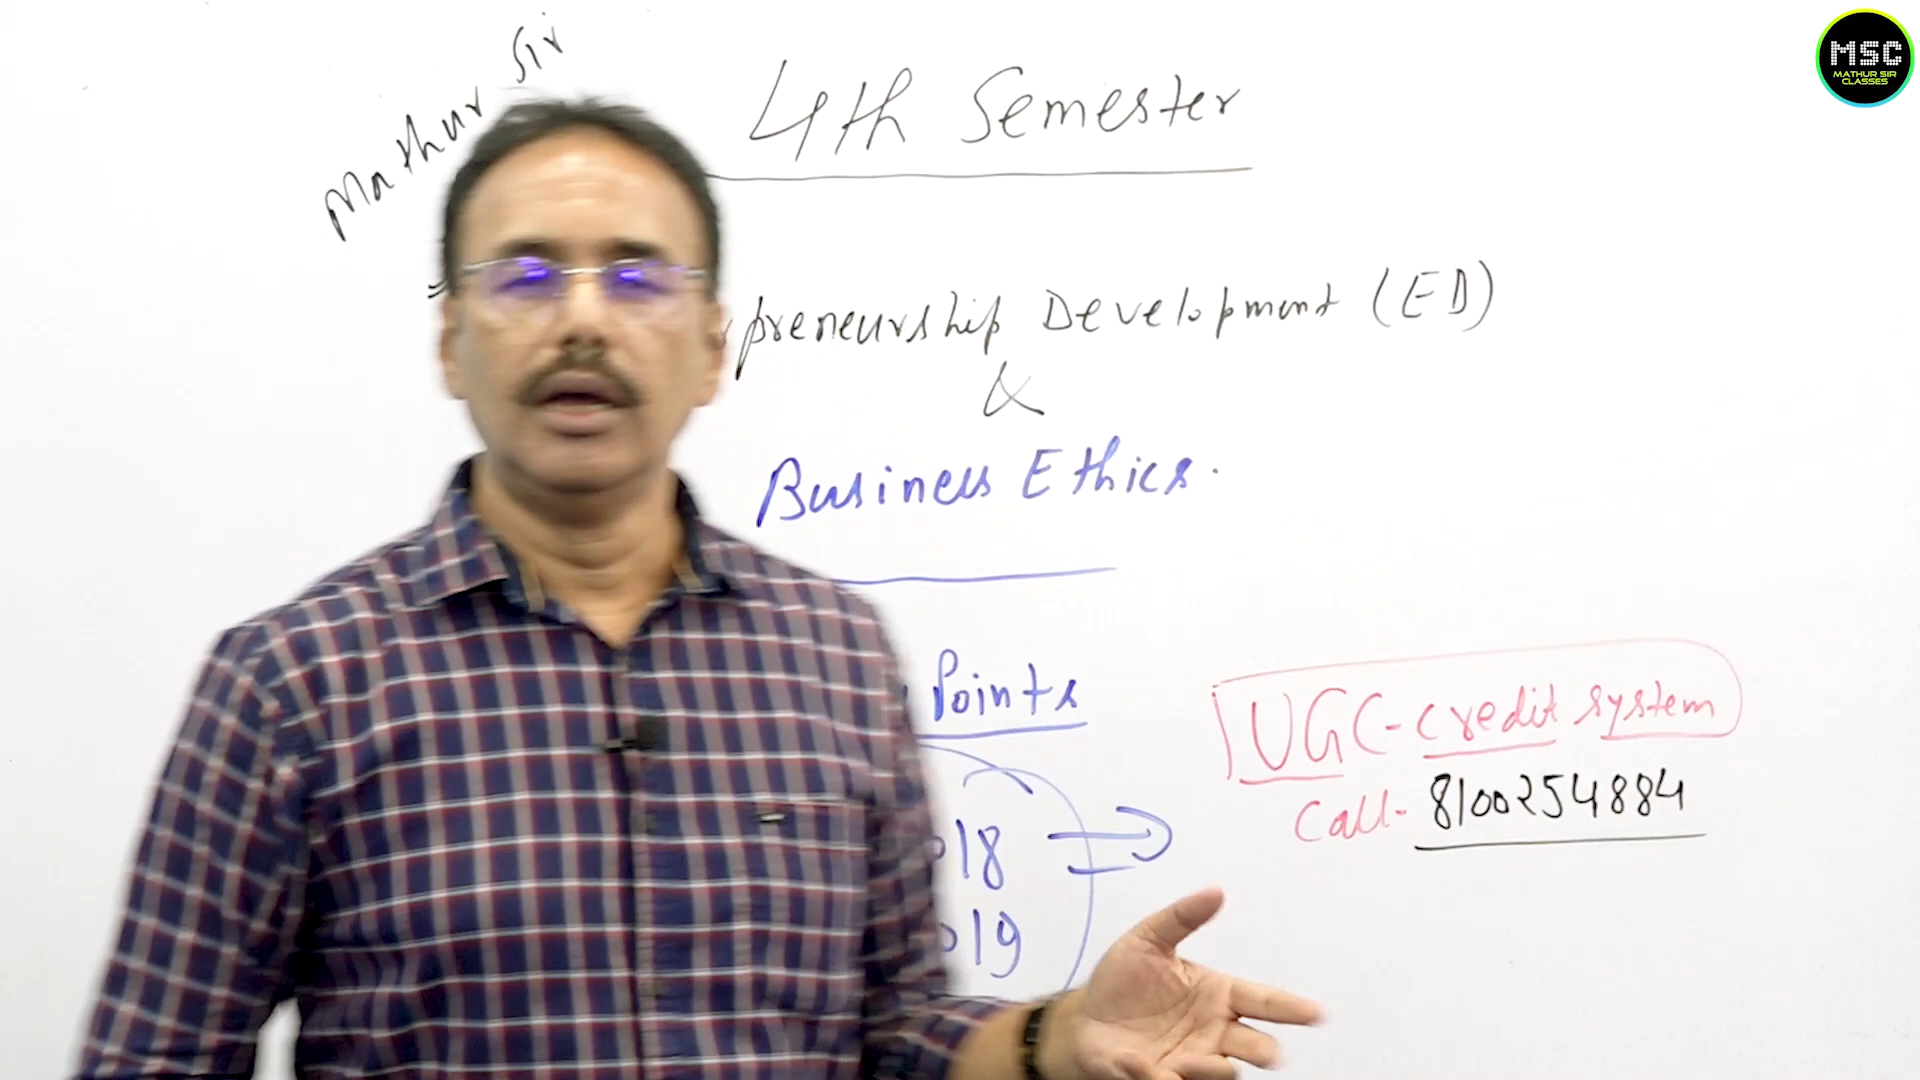 Mathur Sir
4th Semester
preneurship Development (ED)
&
Business Ethics.
Points
UGC-credit system
018
Call- 8100254884
019
MSC
MATHUR SIR
CLASSES